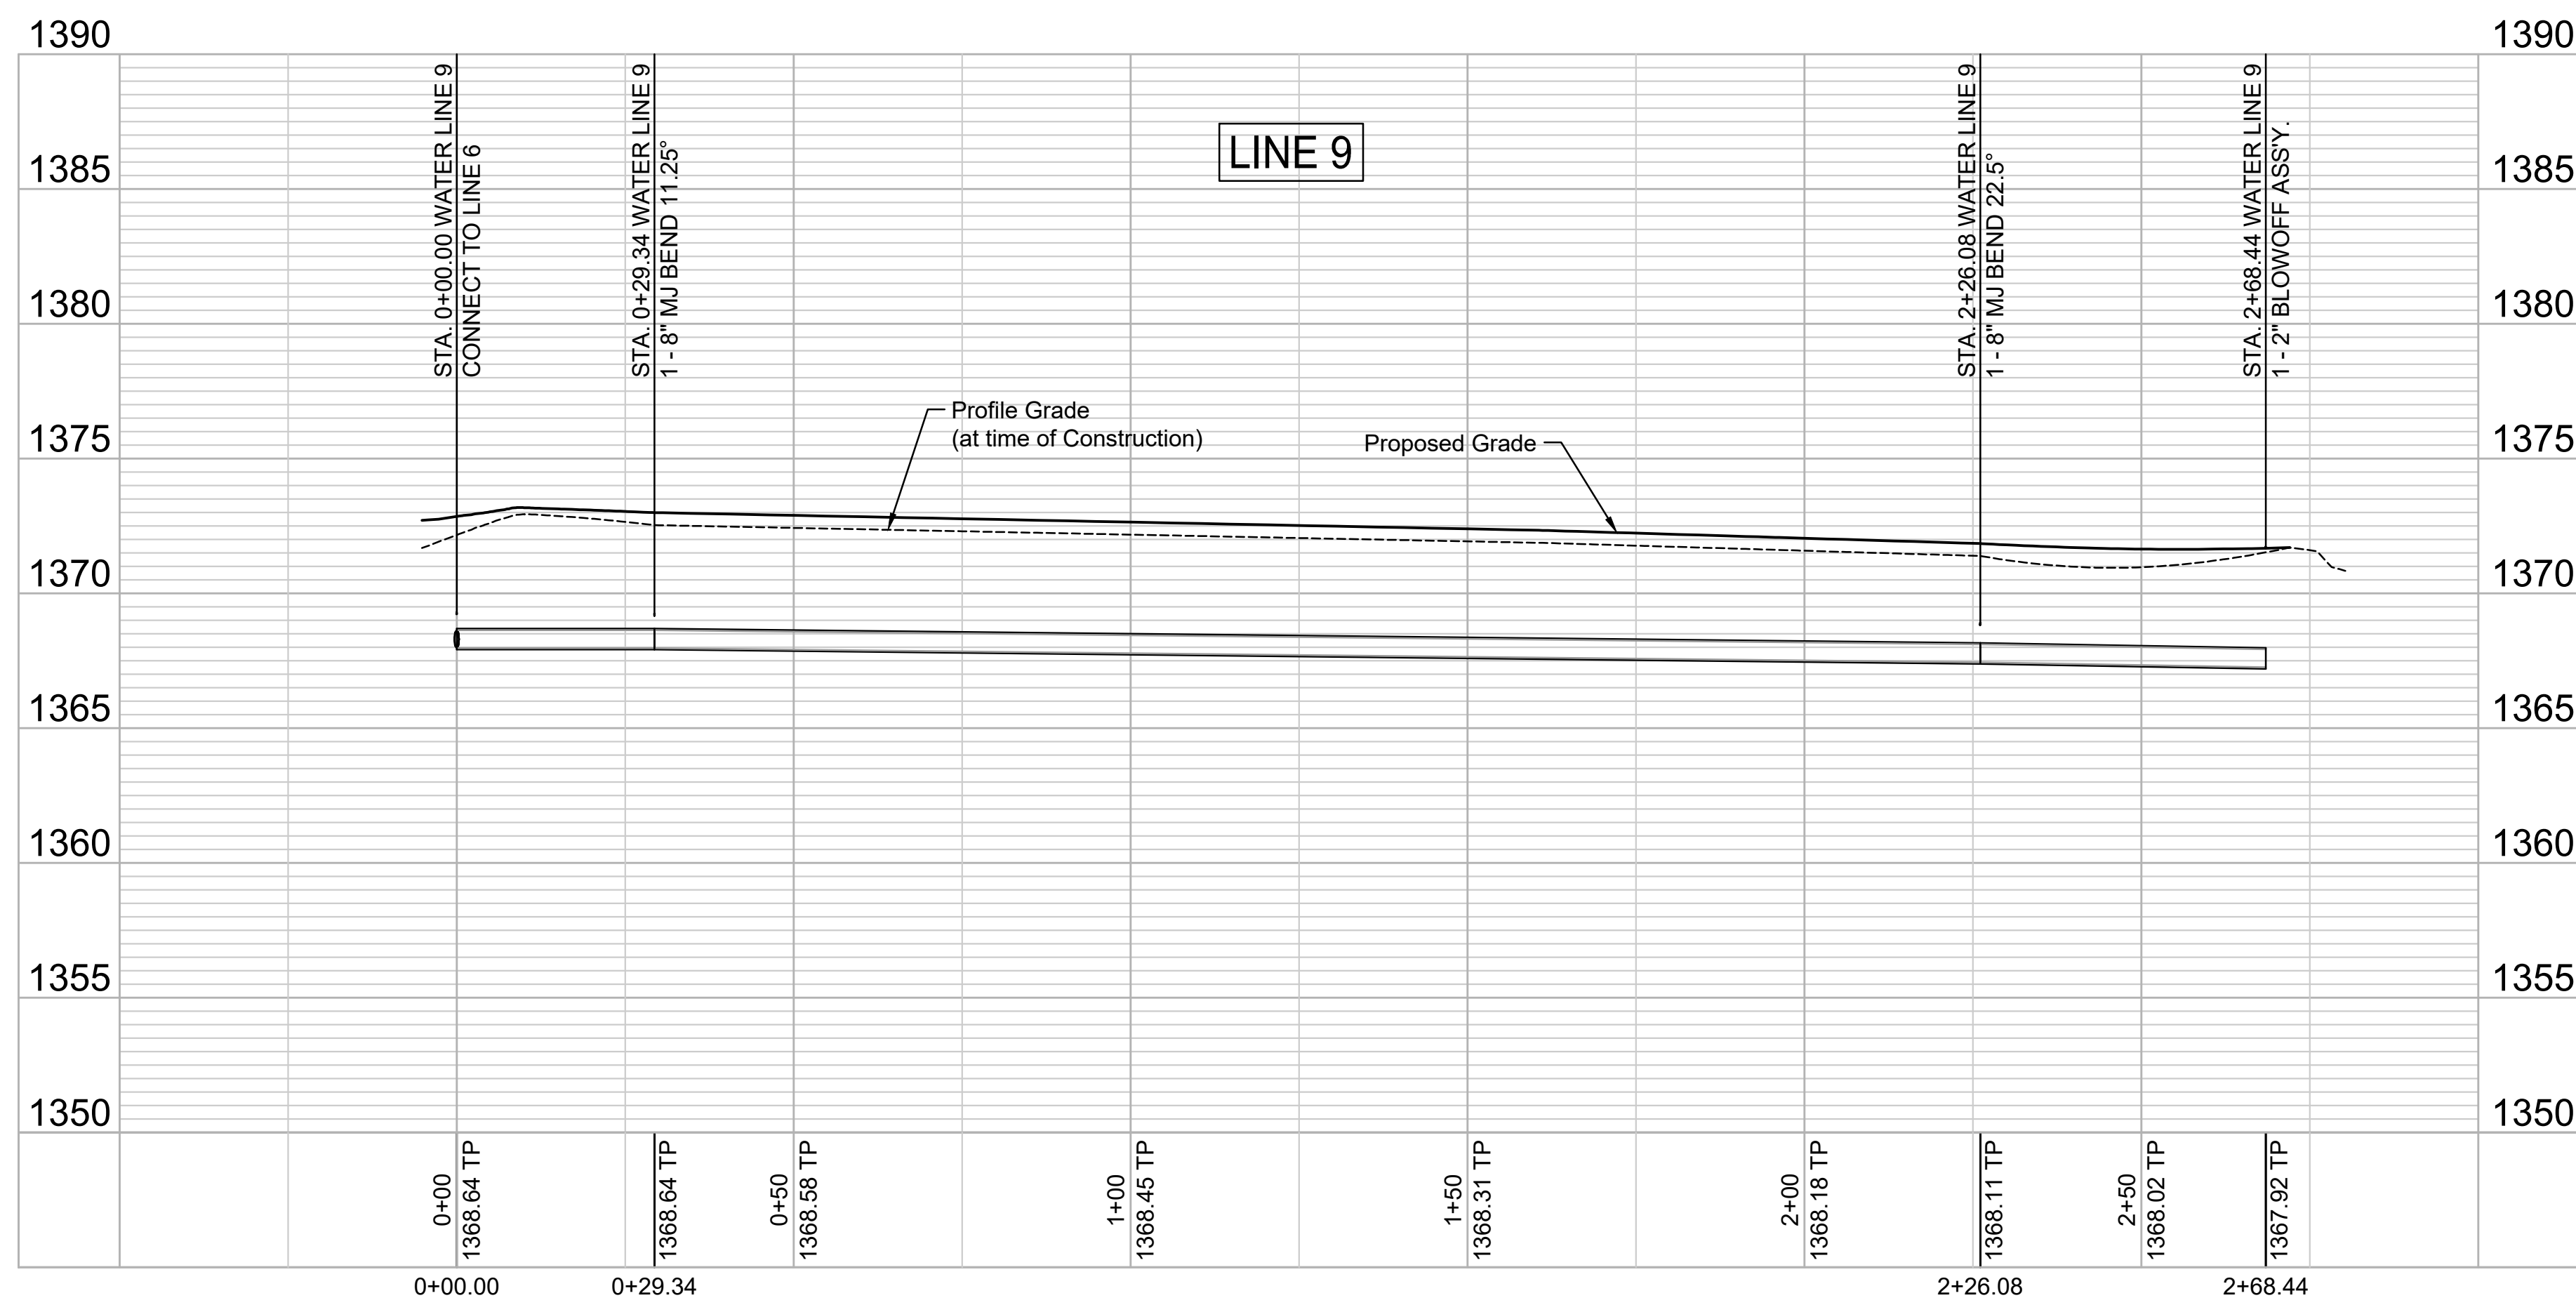 1390
1390
1385
1385
1380
1380
1375
1375
1370
1370
1365
1365
1360
1360
1355
1355
1350
1350
STA. 0+00.00 WATER LINE 9
CONNECT TO LINE 6
STA. 0+29.34 WATER LINE 9
1 - 8" MJ BEND 11.25°
LINE 9
STA. 2+26.08 WATER LINE 9
1 - 8" MJ BEND 22.5°
STA. 2+68.44 WATER LINE 9
1 - 2" BLOWOFF ASS'Y.
Profile Grade
(at time of Construction)
Proposed Grade
0+00
1368.64 TP
1368.64 TP
0+50
1368.58 TP
1+00
1368.45 TP
1+50
1368.31 TP
2+00
1368.18 TP
1368.11 TP
2+50
1368.02 TP
1367.92 TP
0+00.00
0+29.34
2+26.08
2+68.44